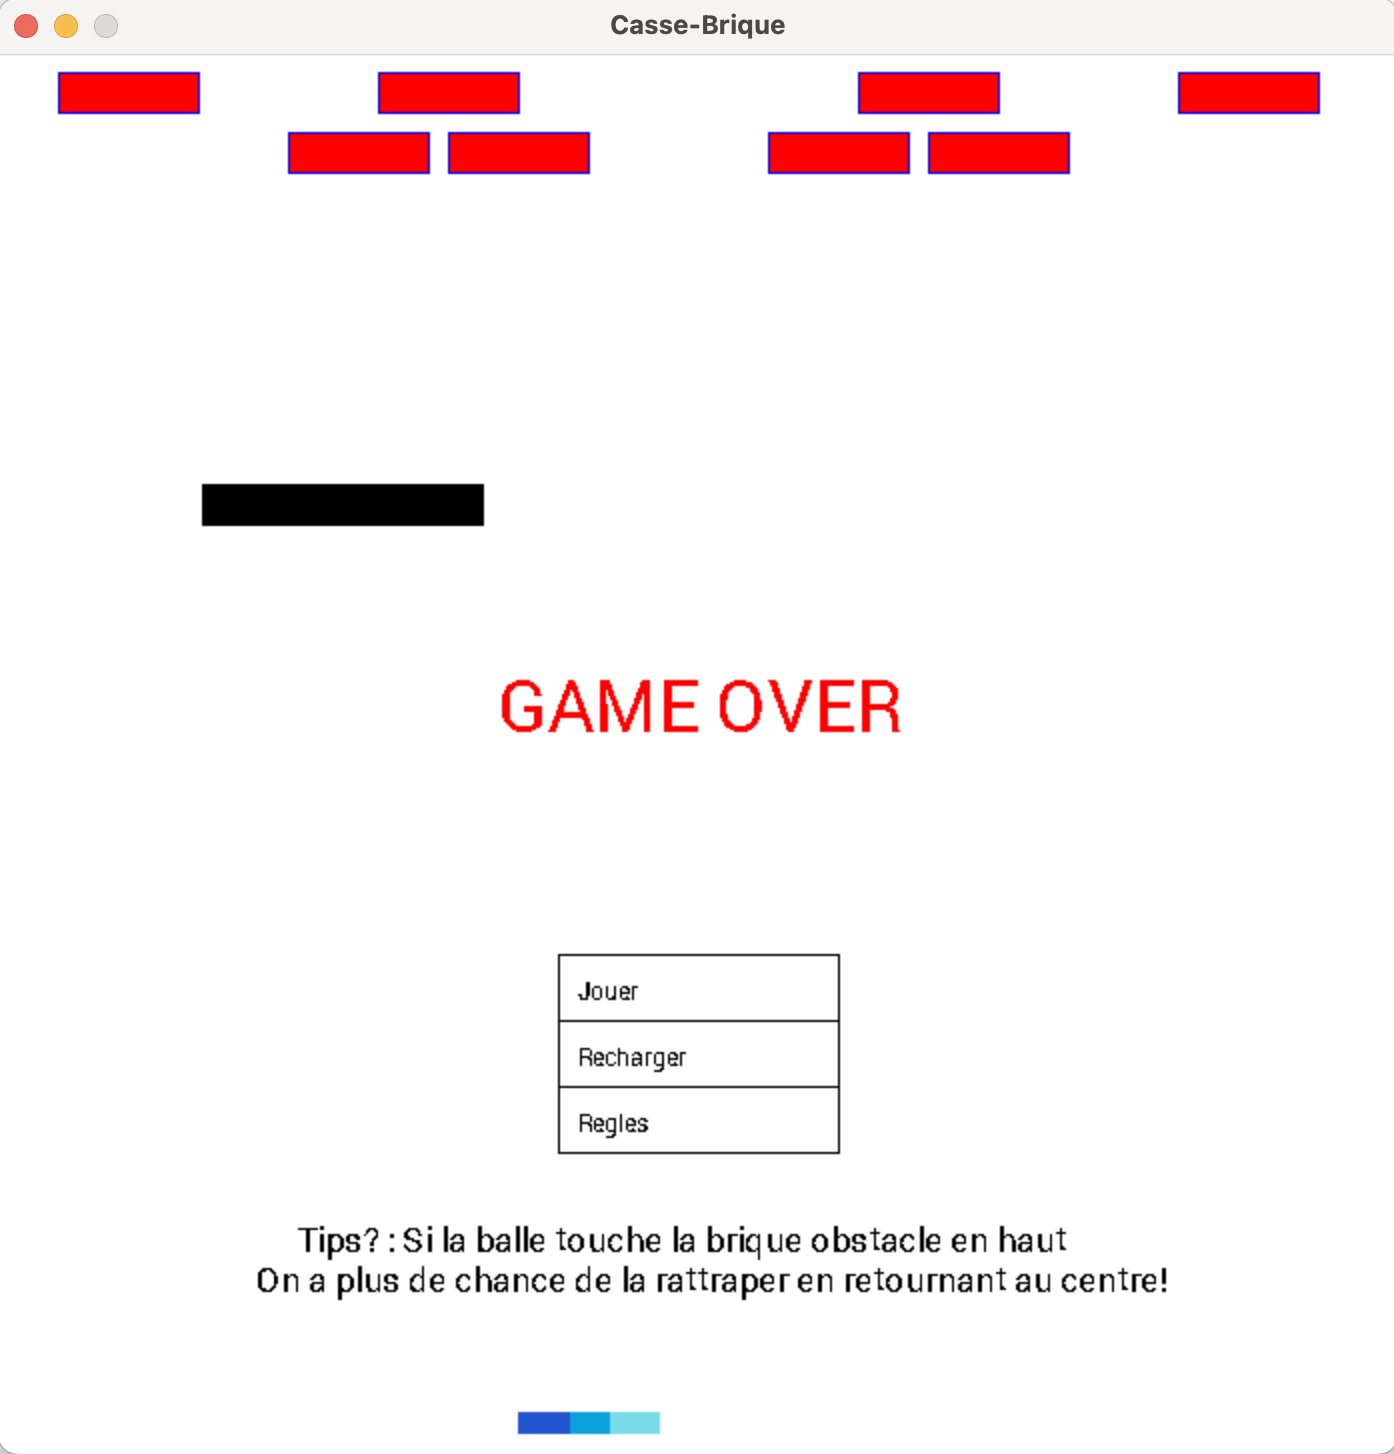 Casse-Brique
GAME OVER
Jouer
Recharger
Regles
Tips? : Si la balle touche la brique obstacle en haut
On a plus de chance de la rattraper en retournant au centre!